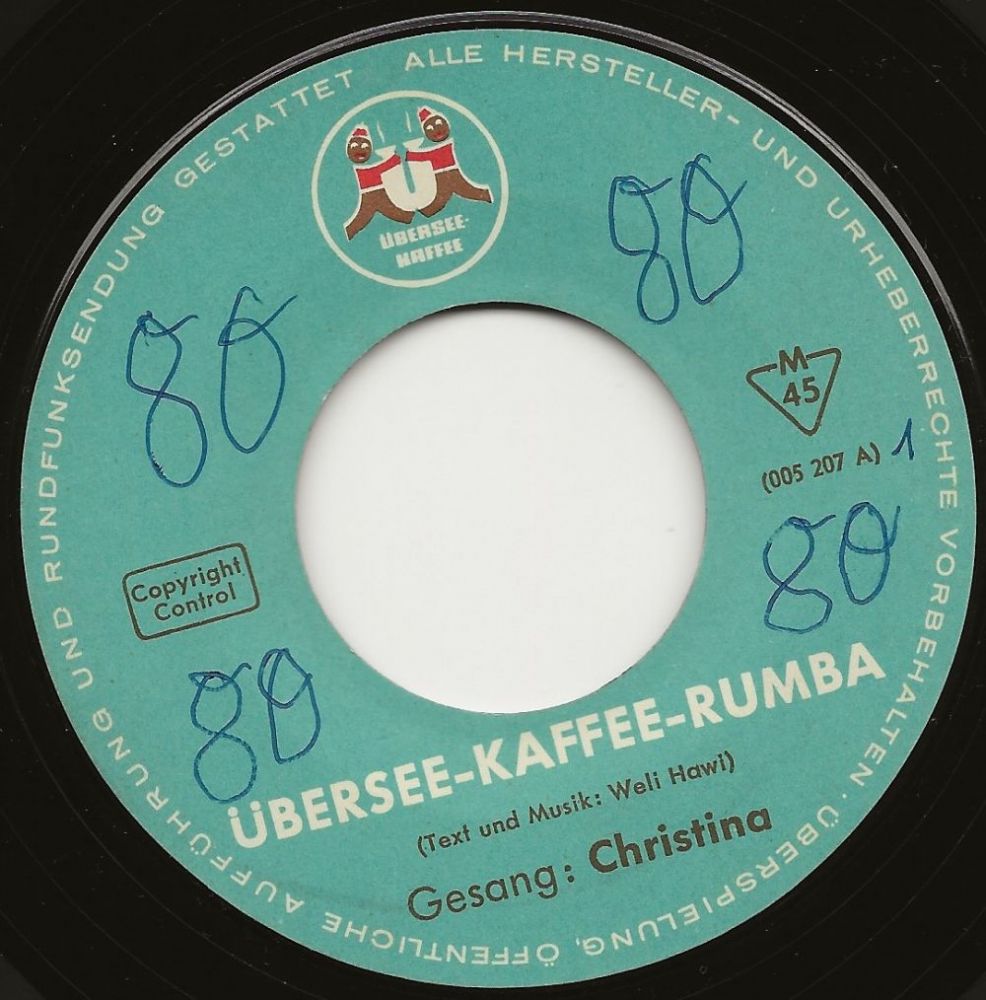 ALLE HERSTELLER- UND URHEBERRECHTE VORBEHALTEN · ÜBERSPIELUNG, ÖFFENTLICHE AUFFÜHRUNG UND RUNDFUNKSENDUNG GESTATTET
U
ÜBERSEE-
KAFFEE
80
80
M
45
(005 207 A) 1
80
Copyright
Control
80
ÜBERSEE-KAFFEE-RUMBA
(Text und Musik: Weli Hawi)
Gesang: Christina